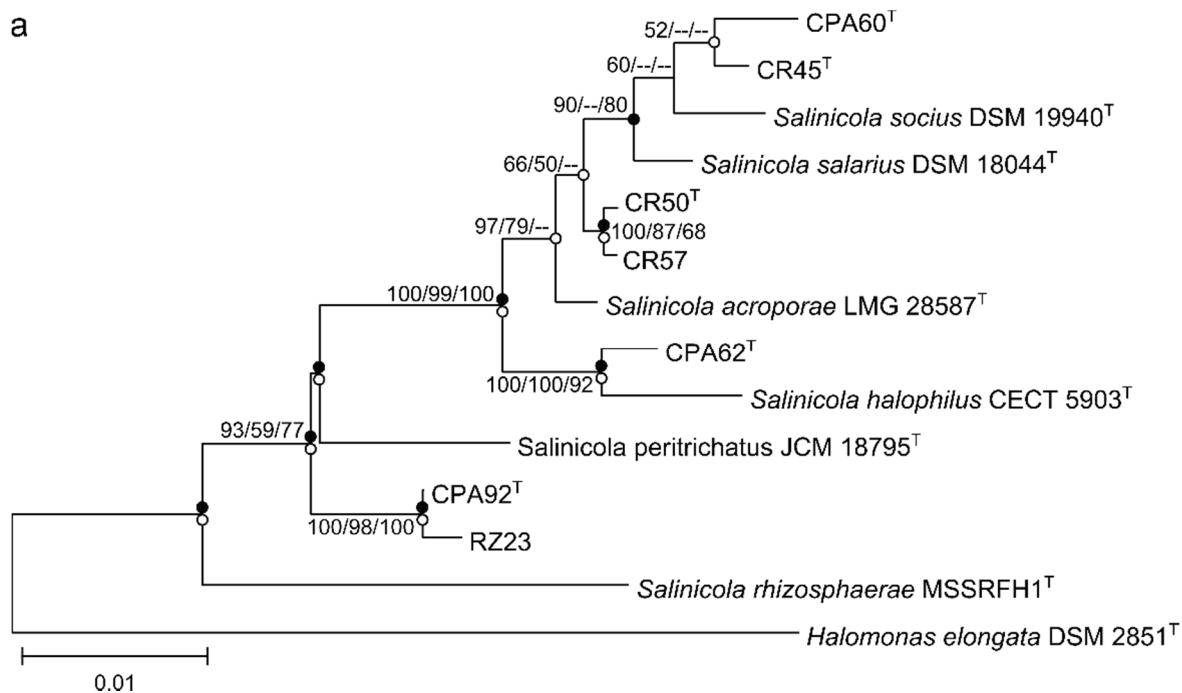 a
CPA60T
52/--/--
CR45T
60/--/--
90/--/80
Salinicola socius DSM 19940T
Salinicola salarius DSM 18044T
66/50/--
CR50T
97/79/--
100/87/68
CR57
100/99/100
Salinicola acroporae LMG 28587T
CPA62T
100/100/92
Salinicola halophilus CECT 5903T
93/59/77
Salinicola peritrichatus JCM 18795T
CPA92T
100/98/100
RZ23
Salinicola rhizosphaerae MSSRFH1T
Halomonas elongata DSM 2851T
0.01